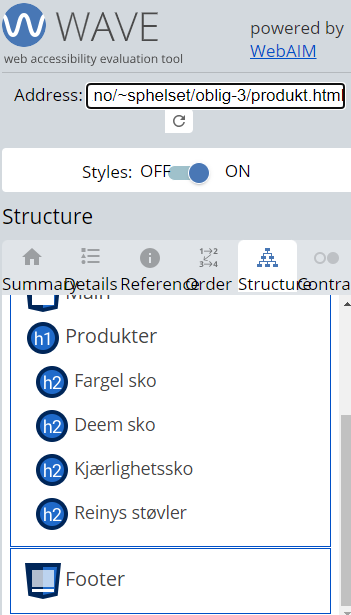 WAVE
web accessibility evaluation tool
powered by
WebAIM
Address: no/~sphelset/oblig-3/produkt.html
Styles: OFF ON
Structure
Summary Details Reference Order Structure Contra
Main
h1 Produkter
h2 Fargel sko
h2 Deem sko
h2 Kjærlighetssko
h2 Reinys støvler
Footer